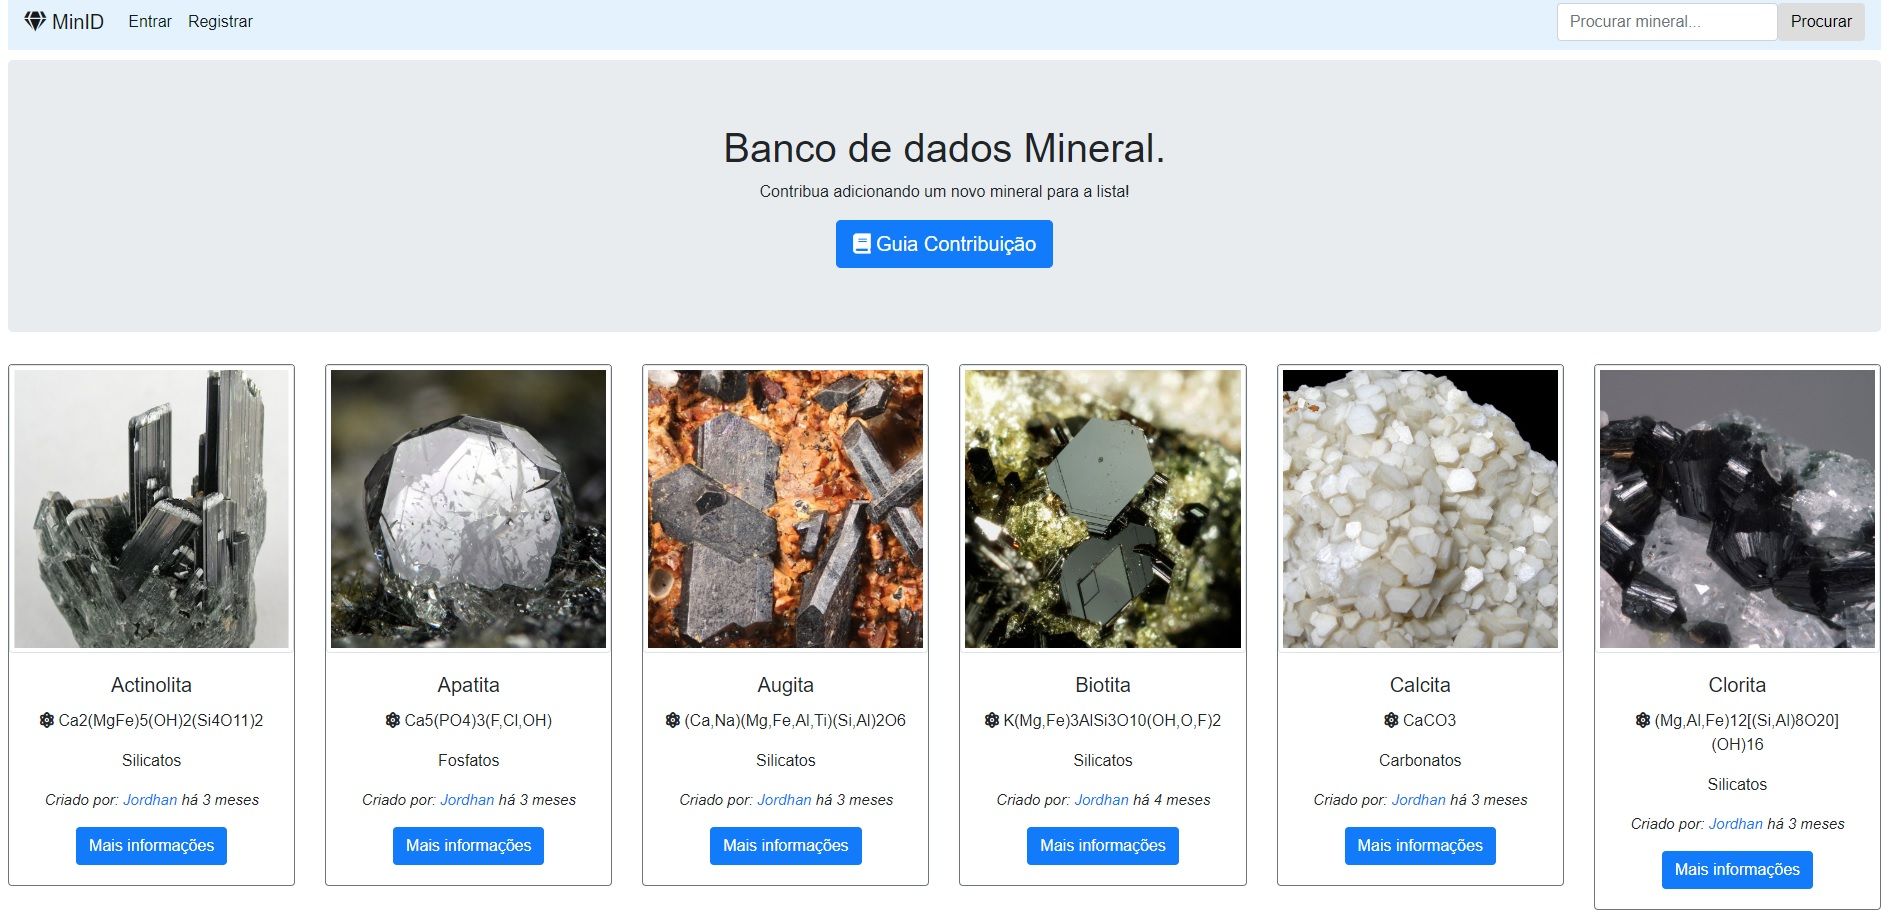 MinID Entrar Registrar Procurar mineral... Procurar
Banco de dados Mineral.
Contribua adicionando um novo mineral para a lista!
Guia Contribuição
Actinolita
Ca2(MgFe)5(OH)2(Si4O11)2
Silicatos
Criado por: Jordhan há 3 meses
Mais informações
Apatita
Ca5(PO4)3(F,Cl,OH)
Fosfatos
Criado por: Jordhan há 3 meses
Mais informações
Augita
(Ca,Na)(Mg,Fe,Al,Ti)(Si,Al)2O6
Silicatos
Criado por: Jordhan há 3 meses
Mais informações
Biotita
K(Mg,Fe)3AlSi3O10(OH,O,F)2
Silicatos
Criado por: Jordhan há 4 meses
Mais informações
Calcita
CaCO3
Carbonatos
Criado por: Jordhan há 3 meses
Mais informações
Clorita
(Mg,Al,Fe)12[(Si,Al)8O20]
(OH)16
Silicatos
Criado por: Jordhan há 3 meses
Mais informações